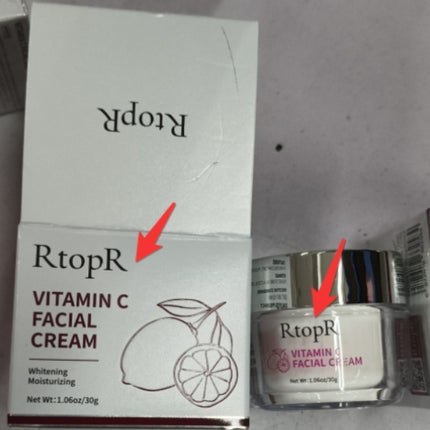 RtopR
RtopR
VITAMIN C
FACIAL
CREAM
Whitening
Moisturizing
Net Wt:1.06oz/30g
RtopR
VITAMIN C
FACIAL CREAM
Net Wt: 1.06oz/30g